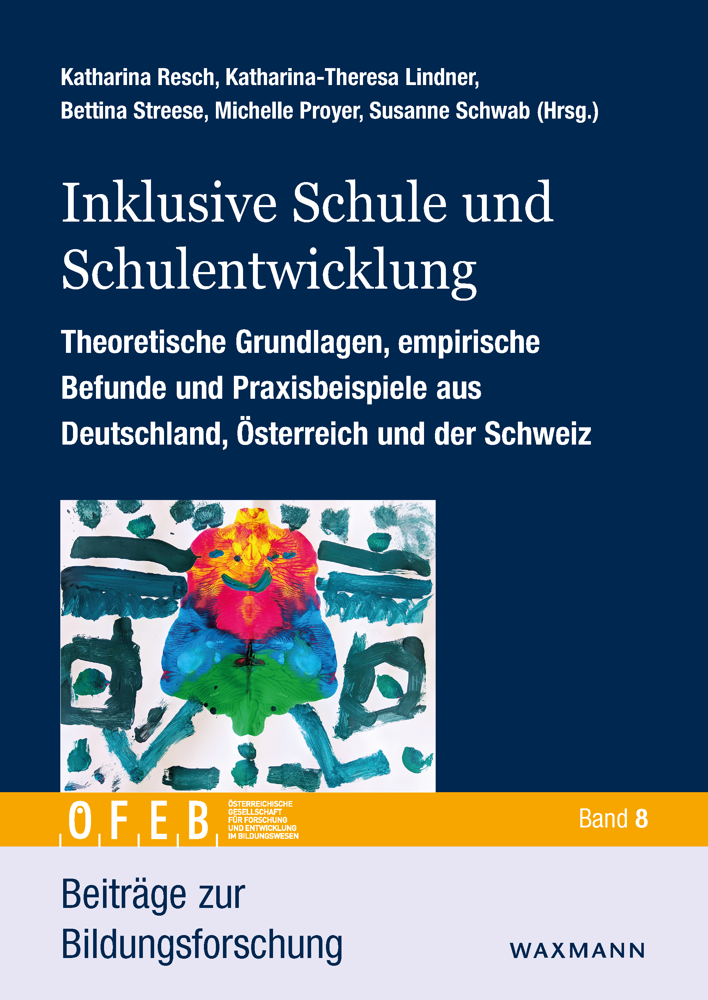 Katharina Resch, Katharina-Theresa Lindner,
Bettina Streese, Michelle Proyer, Susanne Schwab (Hrsg.)
Inklusive Schule und
Schulentwicklung
Theoretische Grundlagen, empirische
Befunde und Praxisbeispiele aus
Deutschland, Österreich und der Schweiz
ÖFEB
ÖSTERREICHISCHE
GESELLSCHAFT
FÜR FORSCHUNG
UND ENTWICKLUNG
IM BILDUNGSWESEN
Band 8
Beiträge zur
Bildungsforschung
WAXMANN